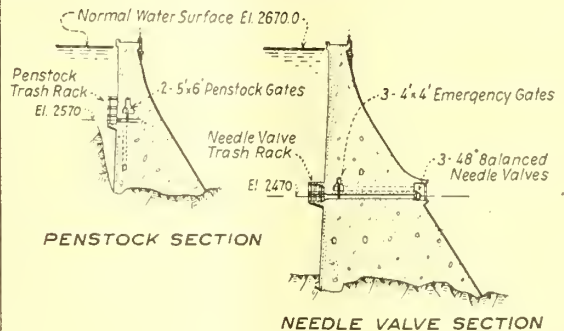 Normal Water Surface El. 2670.0
Penstock
Trash Rack
El. 2570
2-5'x6' Penstock Gates
PENSTOCK SECTION
3-4'x4' Emergency Gates
Needle Valve
Trash Rack
El. 2470
3-48" Balanced
Needle Valves
NEEDLE VALVE SECTION